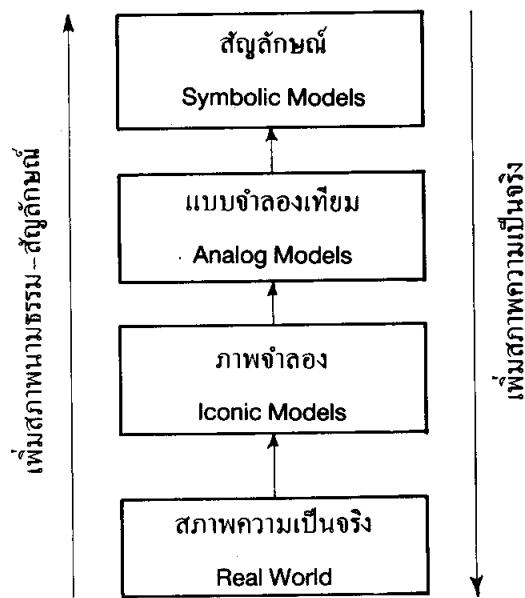 สัญลักษณ์
Symbolic Models
แบบจำลองเทียม
Analog Models
ภาพจำลอง
Iconic Models
สภาพความเป็นจริง
Real World
เพิ่มสภาพนามธรรม-สัญลักษณ์
เพิ่มสภาพความเป็นจริง